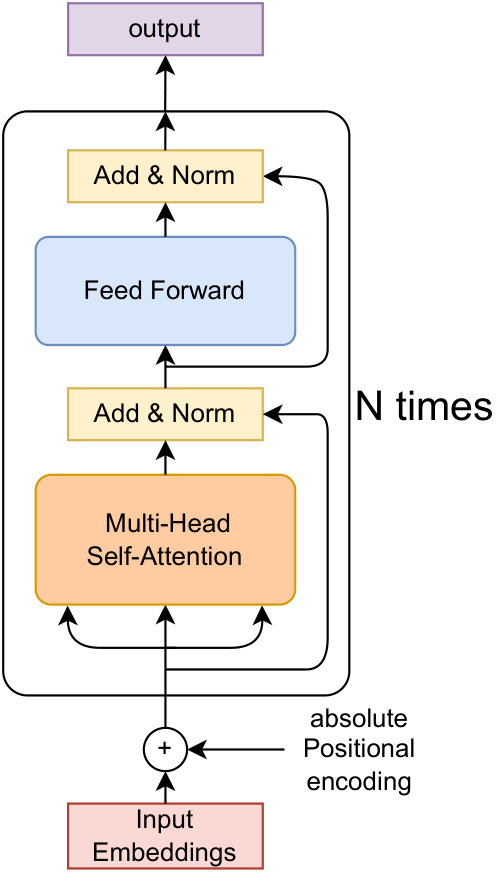 output
Add & Norm
Feed Forward
Add & Norm
N times
Multi-Head
Self-Attention
+
absolute
Positional
encoding
Input
Embeddings